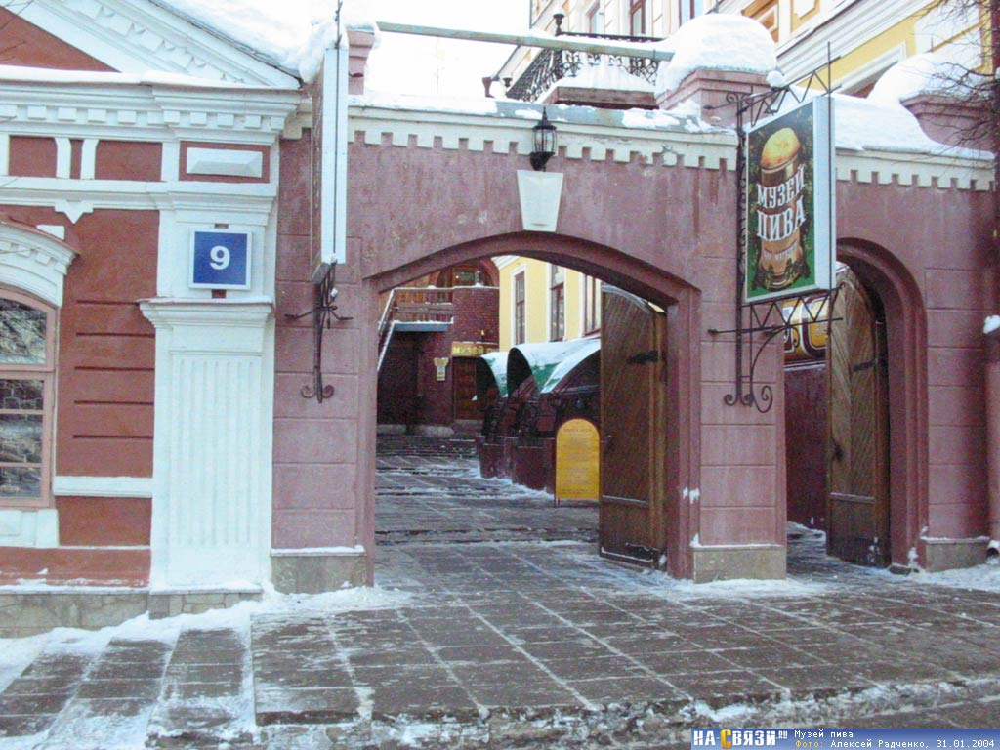 9
МУЗЕЙ
ПИВА
МУЗЕЙ
НА СВЯЗИ.RU
Музей пива
Фото: Алексей Радченко, 31.01.2004